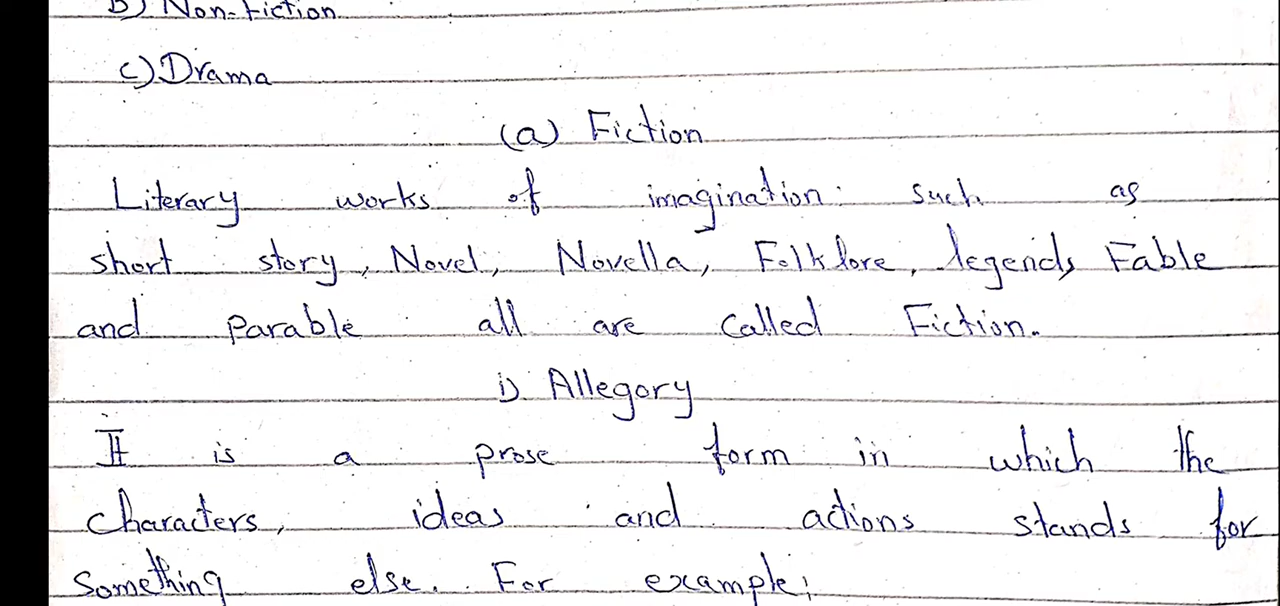 b) Non-Fiction
c) Drama
(a) Fiction
Literary works of imagination: such as
short story, Novel, Novella, Folklore, legends, Fable
and Parable all are called Fiction.
i) Allegory
It is a prose form in which the
characters, ideas and actions stands for
Something else. For example;